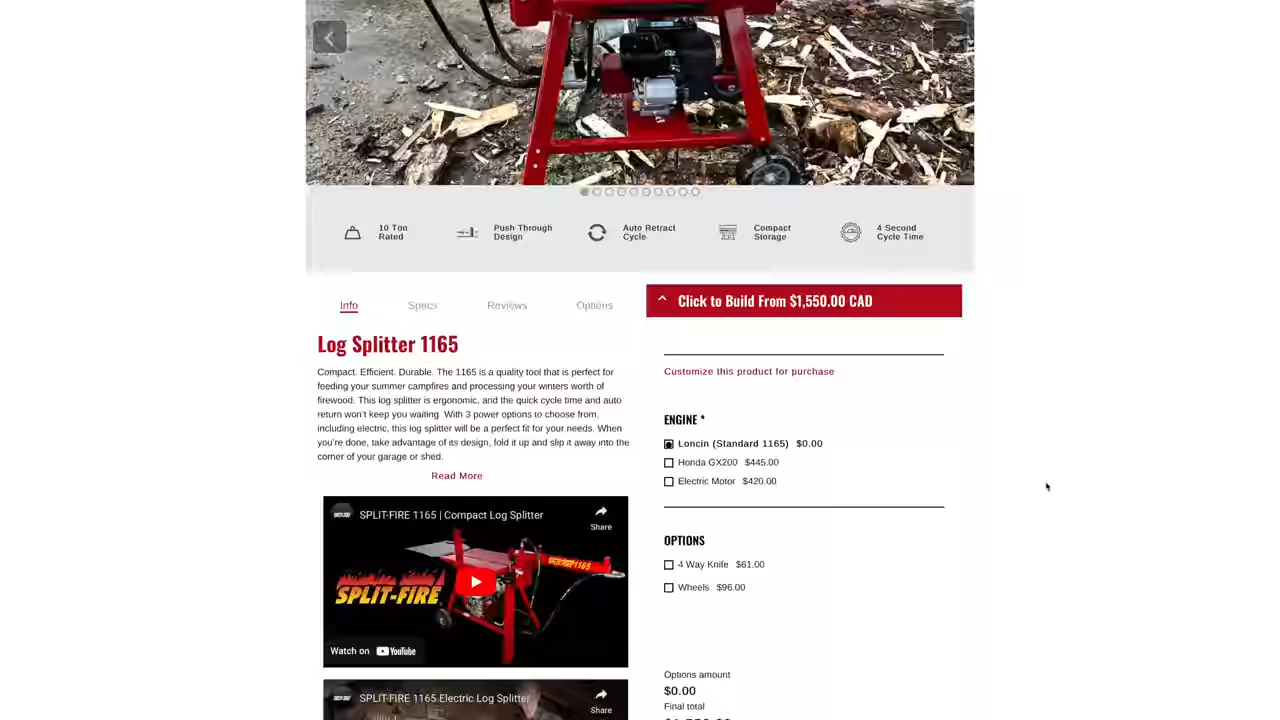 10 Ton
Rated
Push Through
Design
Auto Retract
Cycle
Compact
Storage
4 Second
Cycle Time
Info
Specs
Reviews
Options
Log Splitter 1165
Compact. Efficient. Durable. The 1165 is a quality tool that is perfect for
feeding your summer campfires and processing your winters worth of
firewood. This log splitter is ergonomic, and the quick cycle time and auto
return won't keep you waiting. With 3 power options to choose from,
including electric, this log splitter will be a perfect fit for your needs. When
you're done, take advantage of its design, fold it up and slip it away into the
corner of your garage or shed.
Read More
SPLIT-FIRE 1165 | Compact Log Splitter
Share
SPLIT-FIRE 1165
SPLIT-FIRE
Watch on YouTube
SPLIT-FIRE 1165 Electric Log Splitter
Share
Click to Build From $1,550.00 CAD
Customize this product for purchase
ENGINE *
Loncin (Standard 1165) $0.00
Honda GX200 $445.00
Electric Motor $420.00
OPTIONS
4 Way Knife $61.00
Wheels $96.00
Options amount
$0.00
Final total